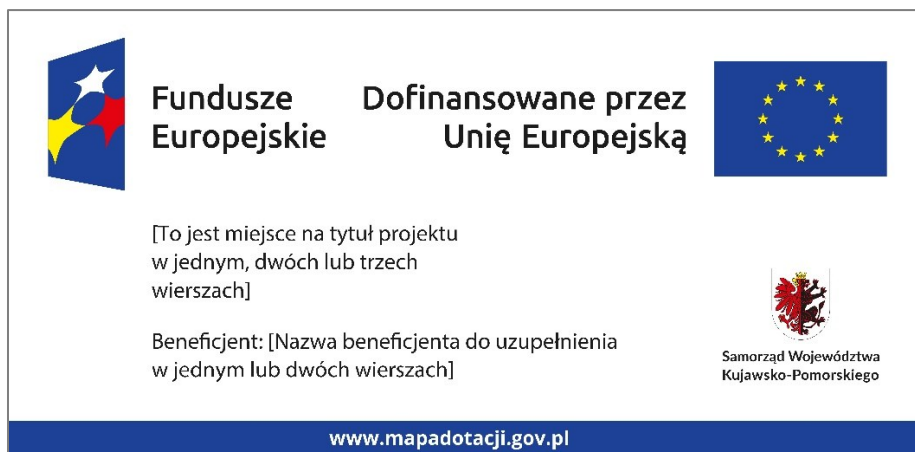 Fundusze
Europejskie
Dofinansowane przez
Unię Europejską
[To jest miejsce na tytuł projektu
w jednym, dwóch lub trzech
wierszach]
Beneficjent: [Nazwa beneficjenta do uzupełnienia
w jednym lub dwóch wierszach]
Samorząd Województwa
Kujawsko-Pomorskiego
www.mapadotacji.gov.pl